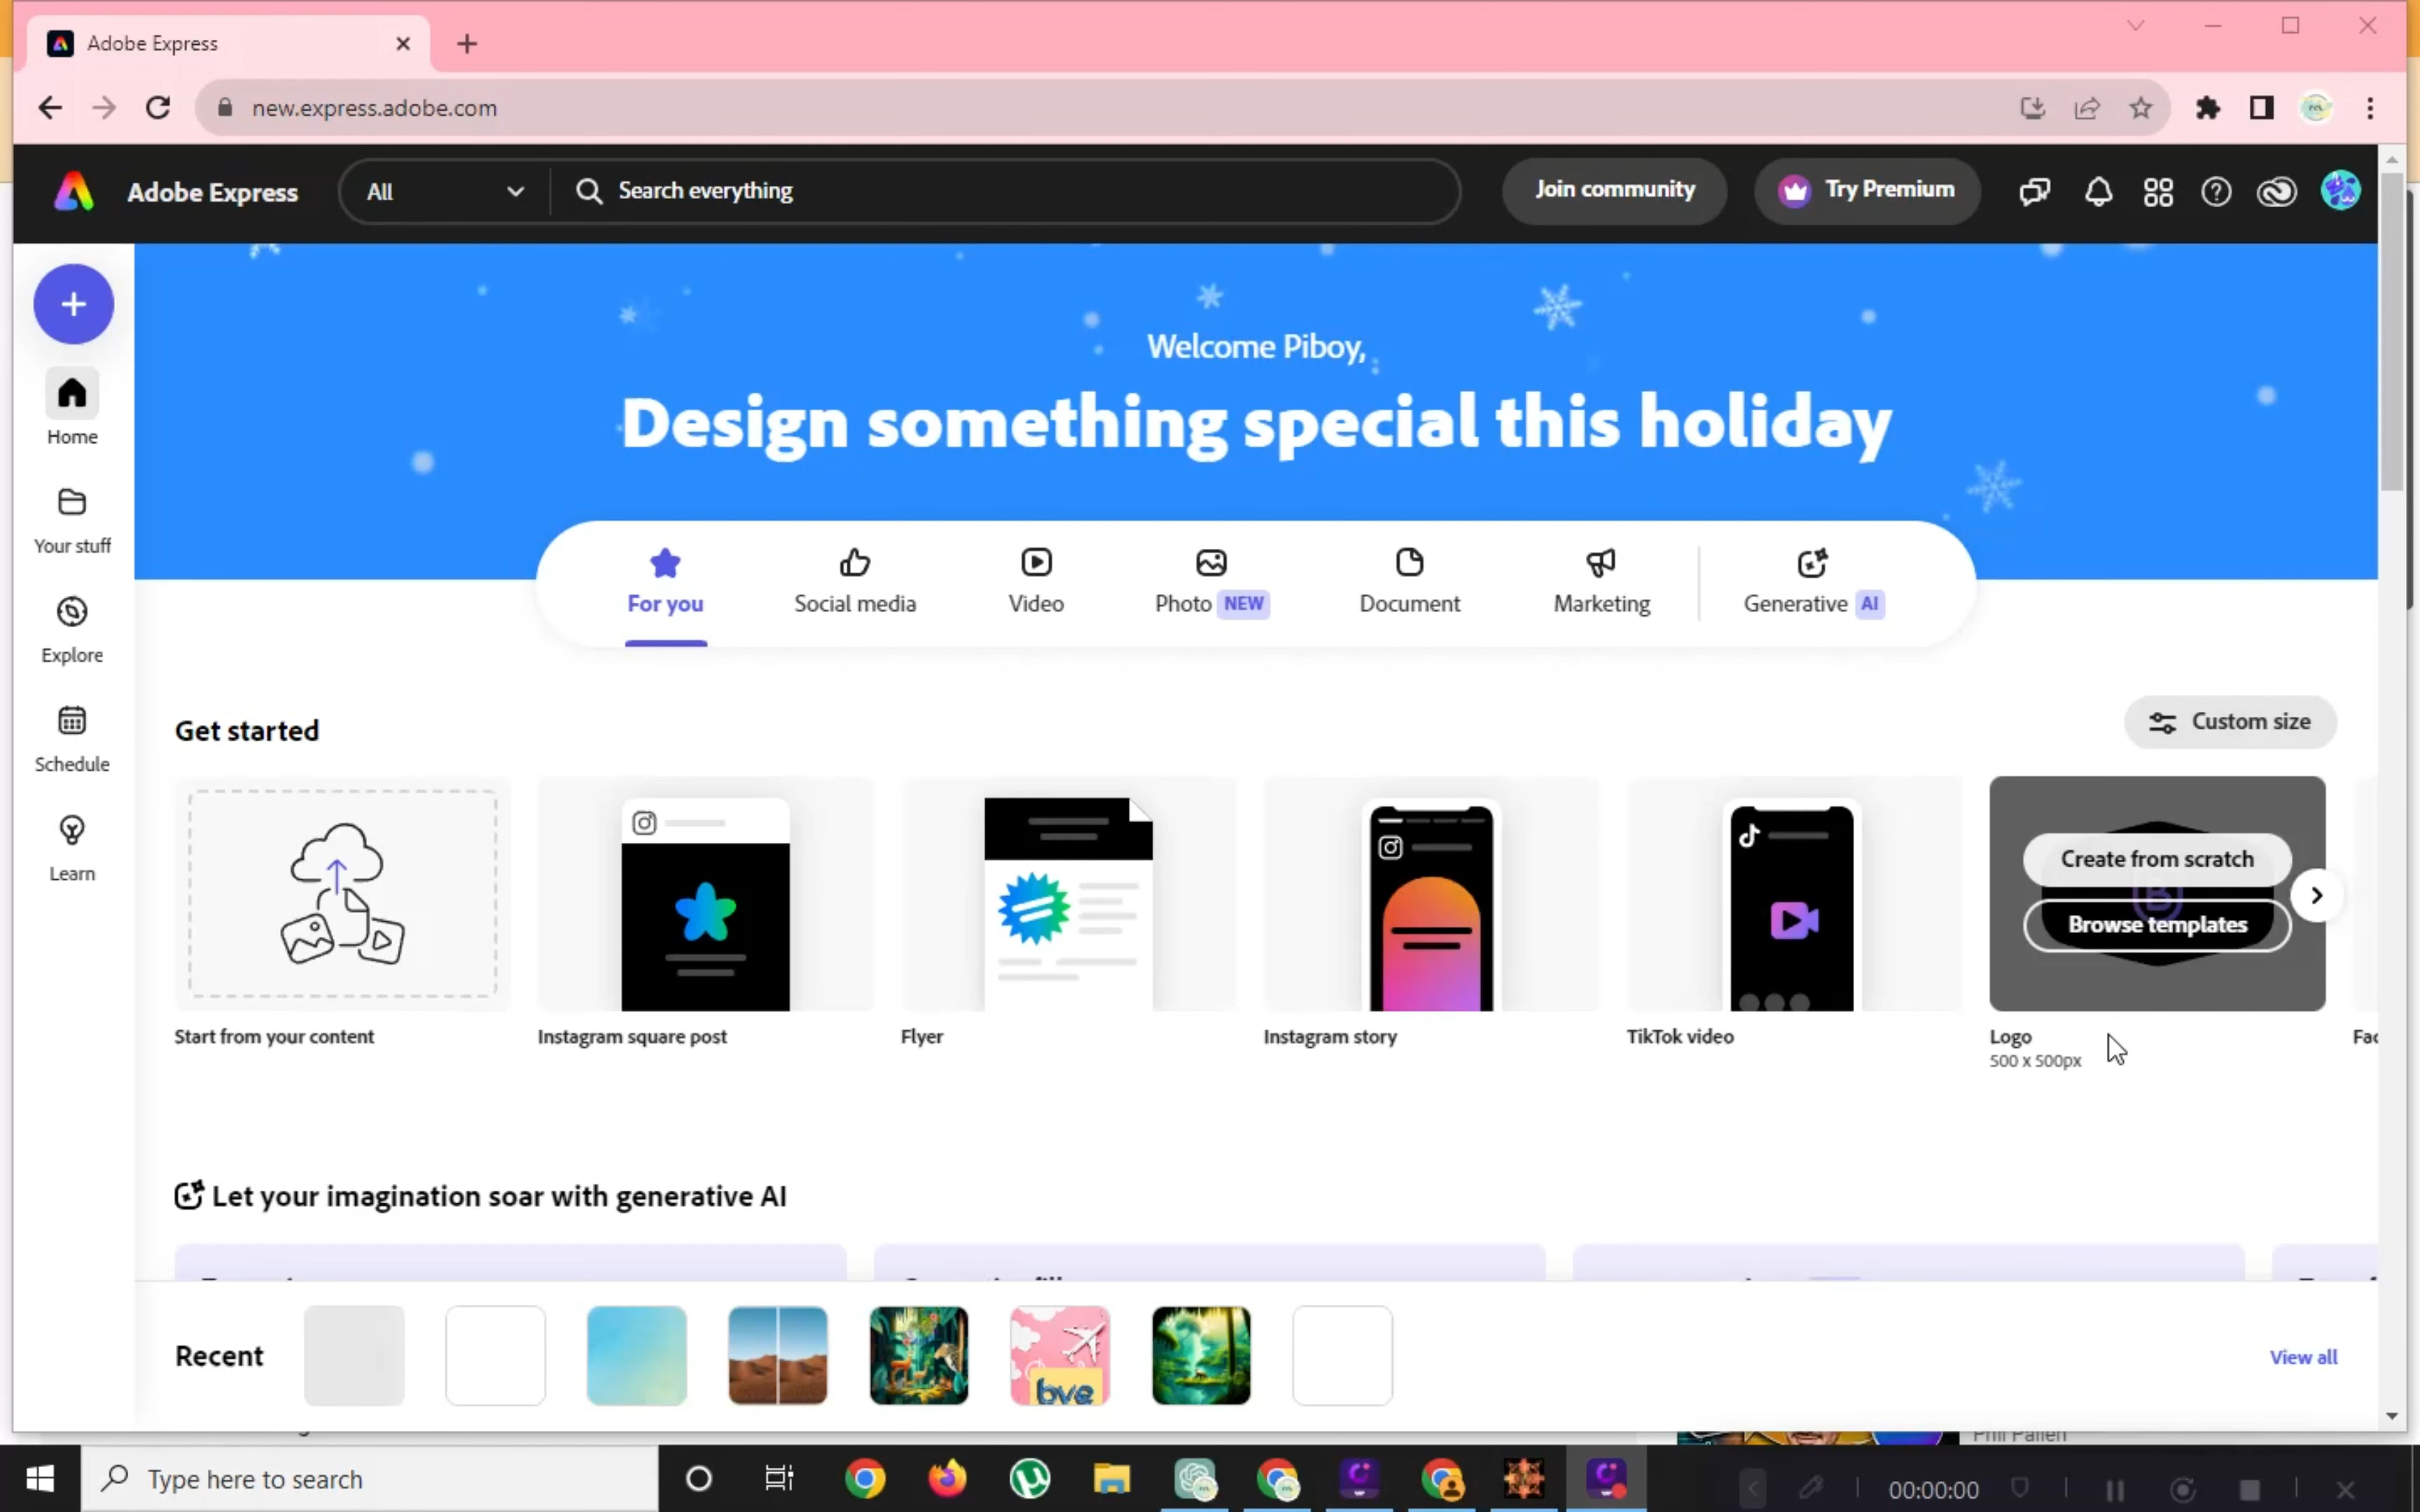 Adobe Express
new.express.adobe.com
Adobe Express
All
Search everything
Join community
Try Premium
Home
Your stuff
Explore
Schedule
Learn
Welcome Piboy,
Design something special this holiday
For you
Social media
Video
Photo NEW
Document
Marketing
Generative AI
Get started
Custom size
Create from scratch
Browse templates
Start from your content
Instagram square post
Flyer
Instagram story
TikTok video
Logo
500 x 500px
Fac
Let your imagination soar with generative AI
Recent
bye
View all
Phil Pallen
Type here to search
00:00:00